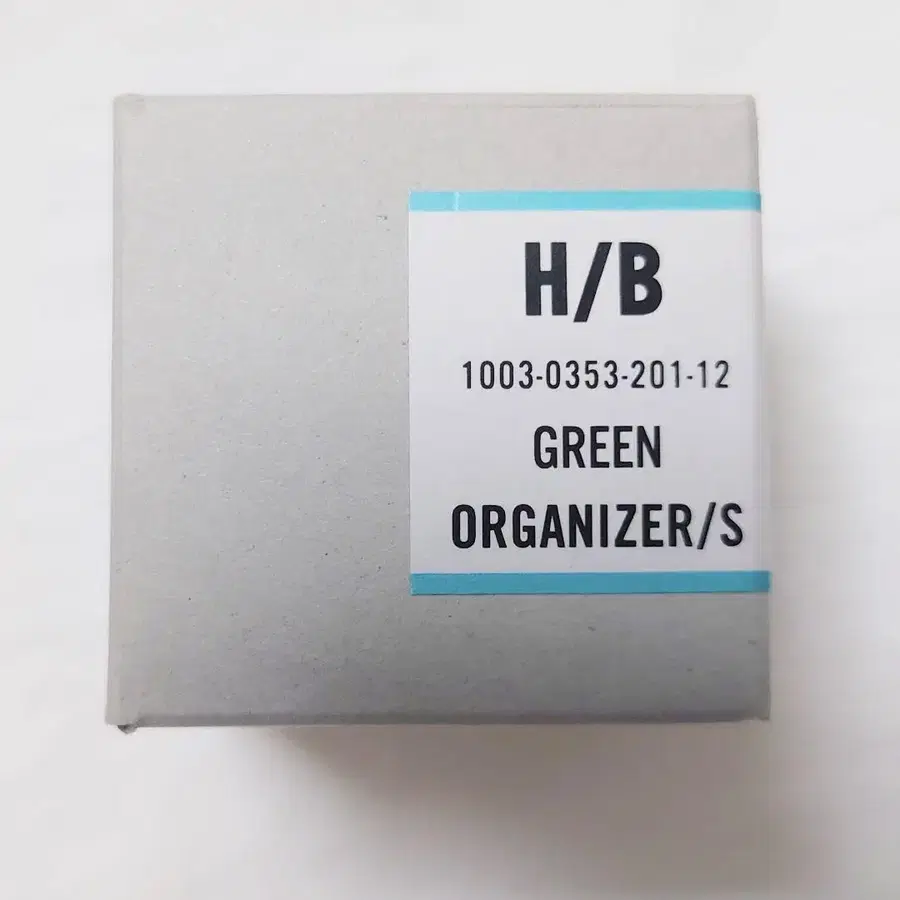 H/B
1003-0353-201-12
GREEN
ORGANIZER/S